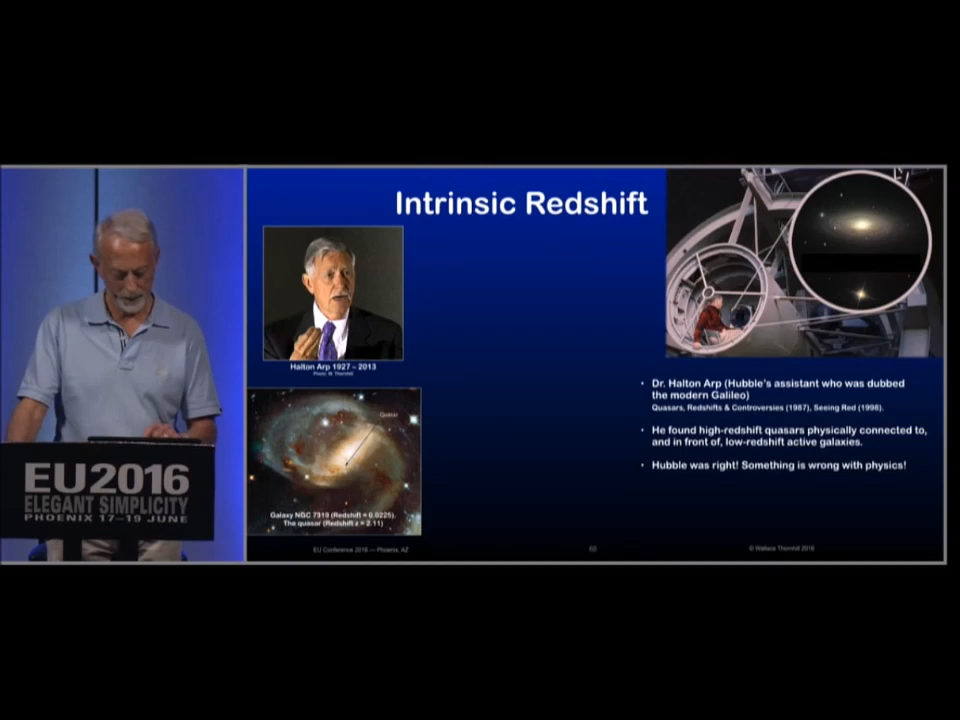 Intrinsic Redshift
Halton Arp 1927 – 2013
Photo: W. Thornhill
Quasar
Galaxy NGC 7319 (Redshift = 0.0225).
The quasar (Redshift z = 2.11)
• Dr. Halton Arp (Hubble's assistant who was dubbed
the modern Galileo)
Quasars, Redshifts & Controversies (1987), Seeing Red (1998).
• He found high-redshift quasars physically connected to,
and in front of, low-redshift active galaxies.
• Hubble was right! Something is wrong with physics!
EU Conference 2016 — Phoenix, AZ
© Wallace Thornhill 2016
EU2016
ELEGANT SIMPLICITY
PHOENIX 17–19 JUNE